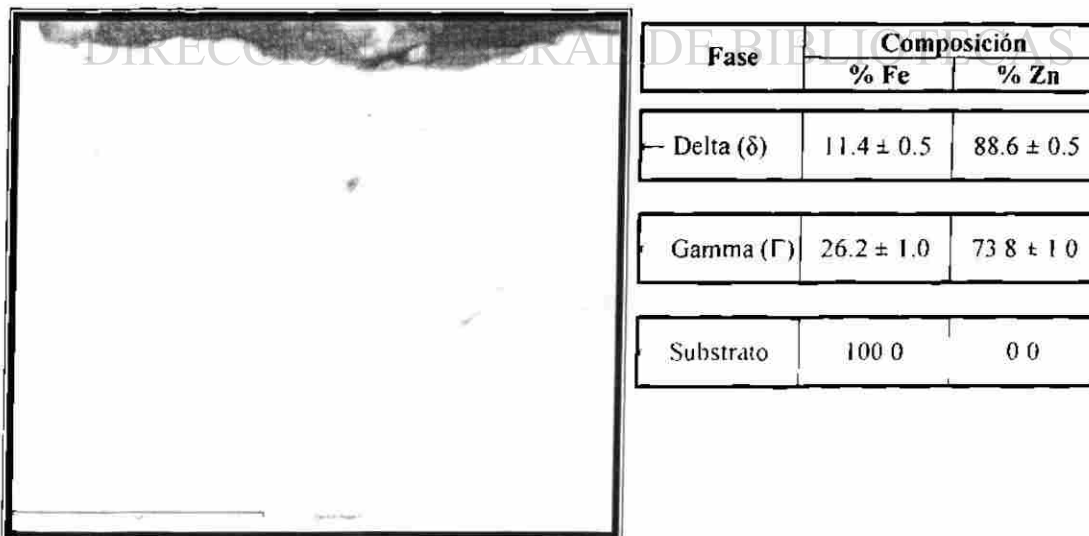 DIRECCIÓN GENERAL DE BIBLIOTECAS
Fase
Composición
% Fe % Zn
Delta (δ) 11.4 ± 0.5 88.6 ± 0.5
Gamma (Γ) 26.2 ± 1.0 73 8 ± 1 0
Substrato 100 0 0 0